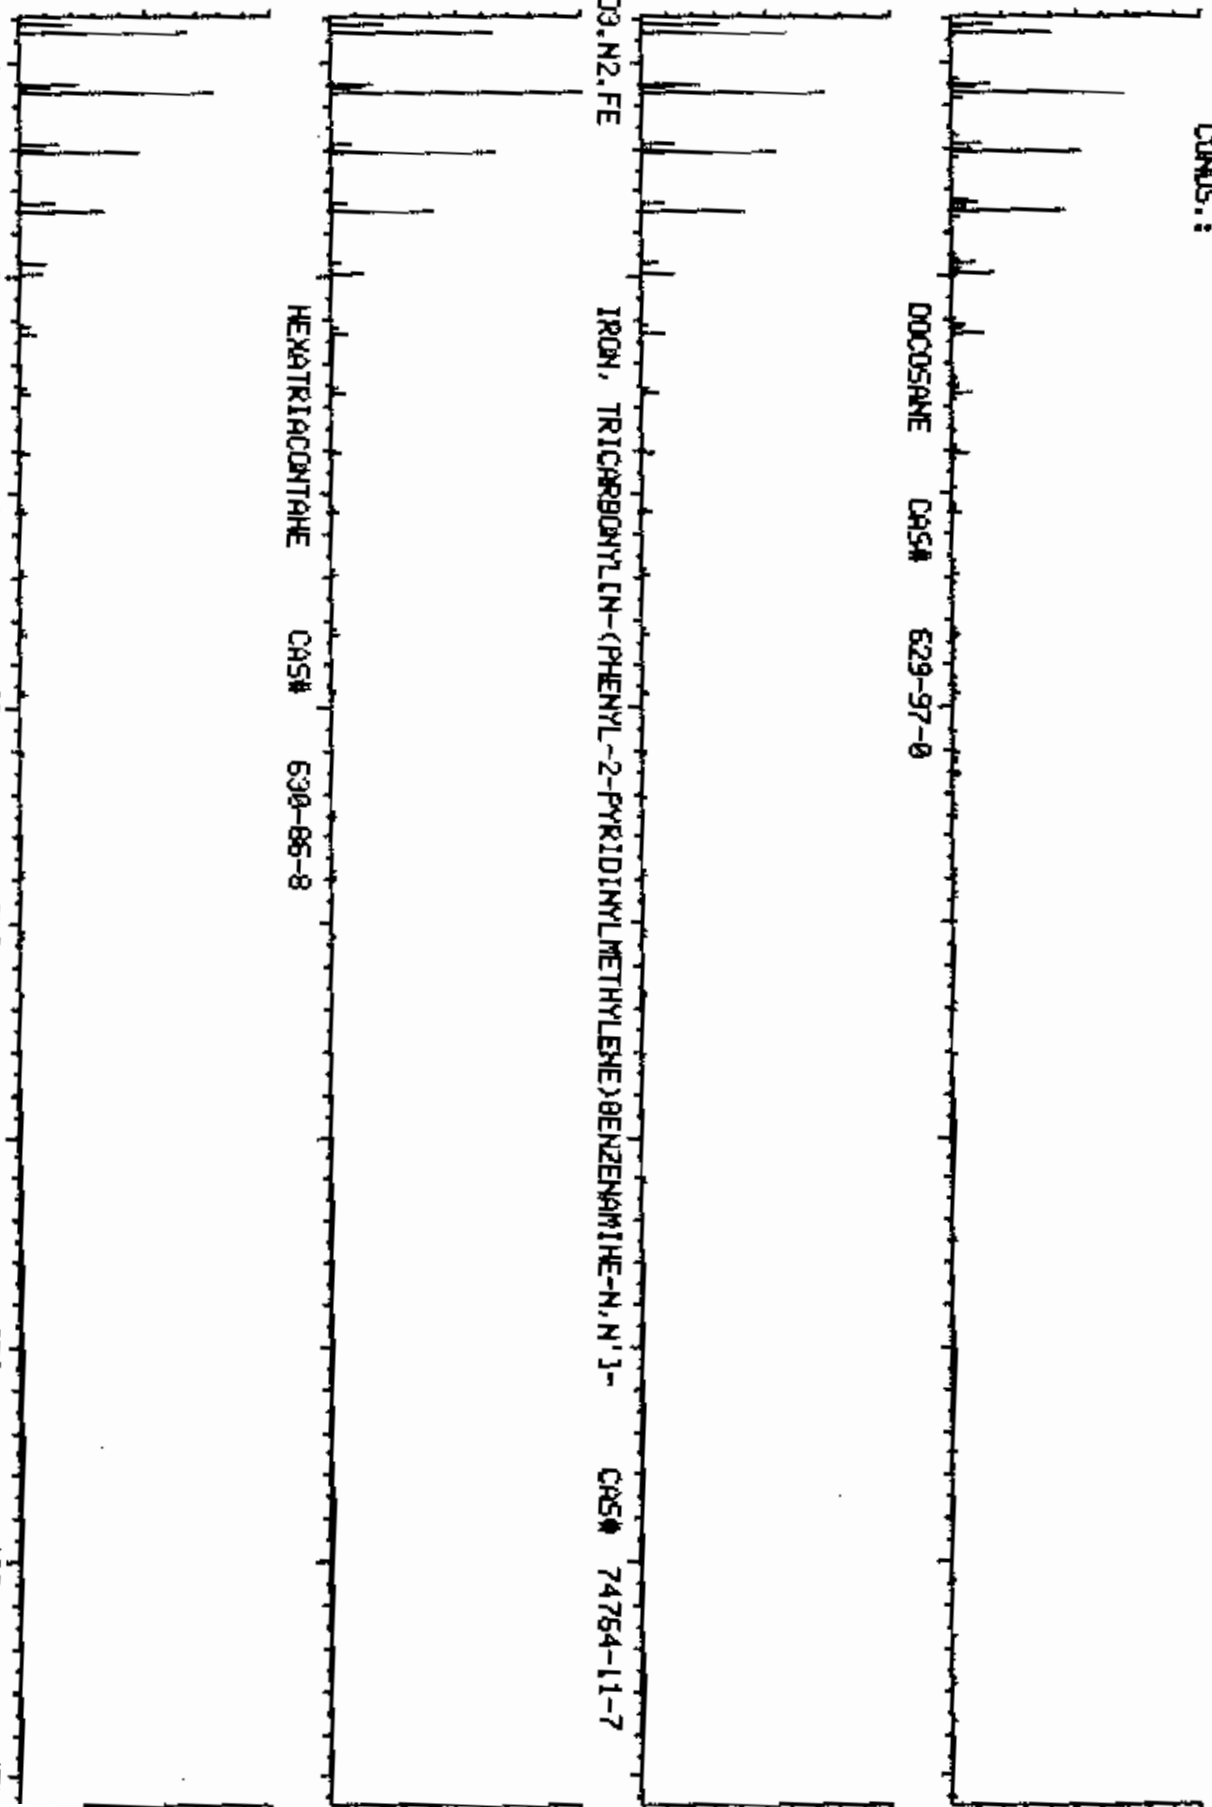 CONDS.:
DOCOSANE CAS# 629-97-0
O3.N2.FE
IRON, TRICARBONYL[N-(PHENYL-2-PYRIDINYLMETHYLENE)BENZENAMINE-N,N']- CAS# 74764-11-7
HEXATRIACONTANE CAS# 630-06-8